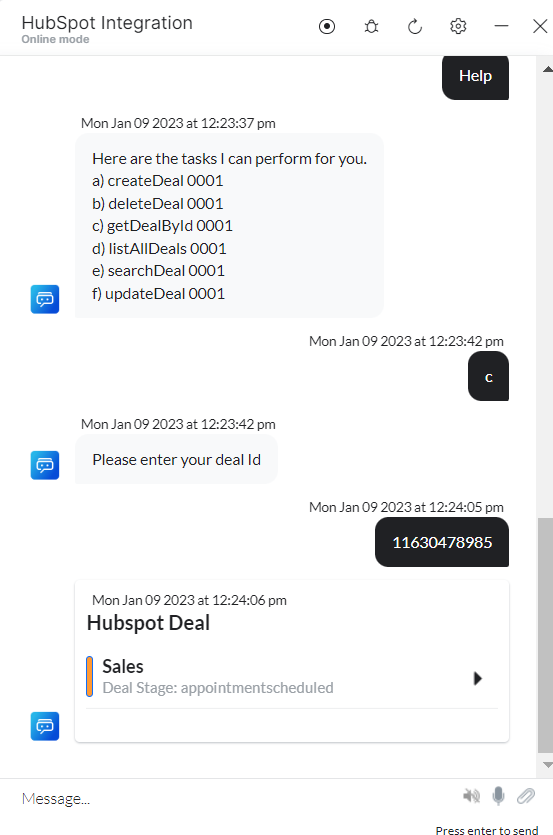 HubSpot Integration
Online mode
Help
Mon Jan 09 2023 at 12:23:37 pm
Here are the tasks I can perform for you.
a) createDeal 0001
b) deleteDeal 0001
c) getDealById 0001
d) listAllDeals 0001
e) searchDeal 0001
f) updateDeal 0001
Mon Jan 09 2023 at 12:23:42 pm
c
Mon Jan 09 2023 at 12:23:42 pm
Please enter your deal Id
Mon Jan 09 2023 at 12:24:05 pm
11630478985
Mon Jan 09 2023 at 12:24:06 pm
Hubspot Deal
Sales
Deal Stage: appointmentscheduled
Message...
Press enter to send